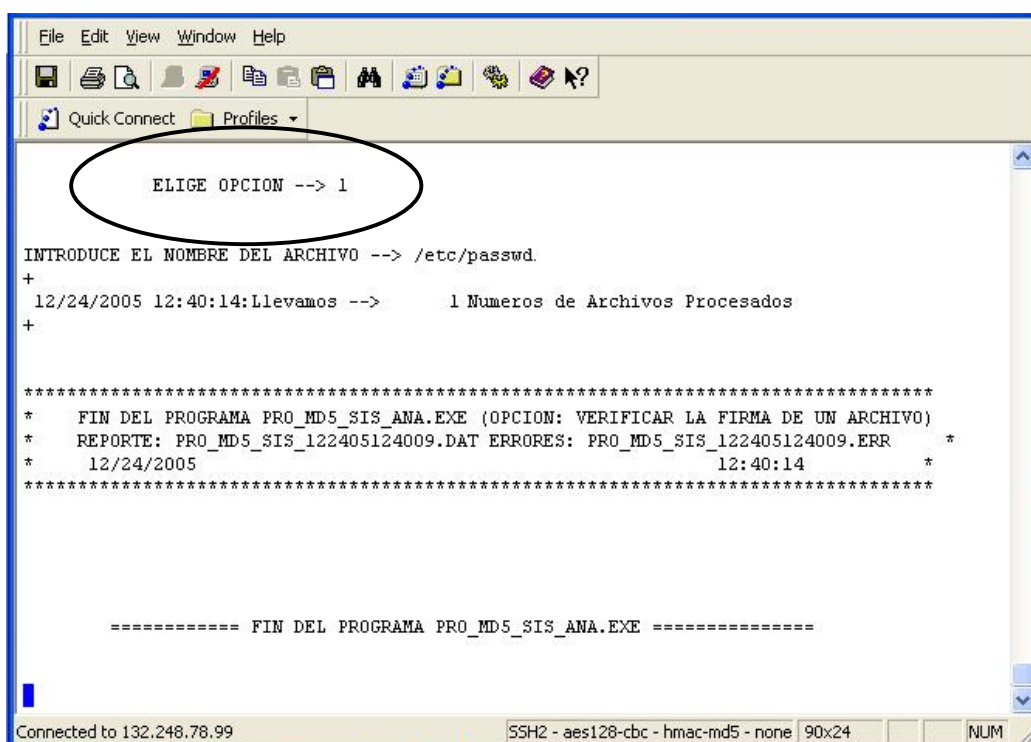 File Edit View Window Help
Quick Connect Profiles
ELIGE OPCION --> 1
INTRODUCE EL NOMBRE DEL ARCHIVO --> /etc/passwd.
+
12/24/2005 12:40:14:Llevamos --> 1 Numeros de Archivos Procesados
+
************************************************************************************
* FIN DEL PROGRAMA PRO_MD5_SIS_ANA.EXE (OPCION: VERIFICAR LA FIRMA DE UN ARCHIVO)
* REPORTE: PRO_MD5_SIS_122405124009.DAT ERRORES: PRO_MD5_SIS_122405124009.ERR *
* 12/24/2005 12:40:14 *
************************************************************************************
============ FIN DEL PROGRAMA PRO_MD5_SIS_ANA.EXE ===============
Connected to 132.248.78.99 SSH2 - aes128-cbc - hmac-md5 - none 90x24 NUM